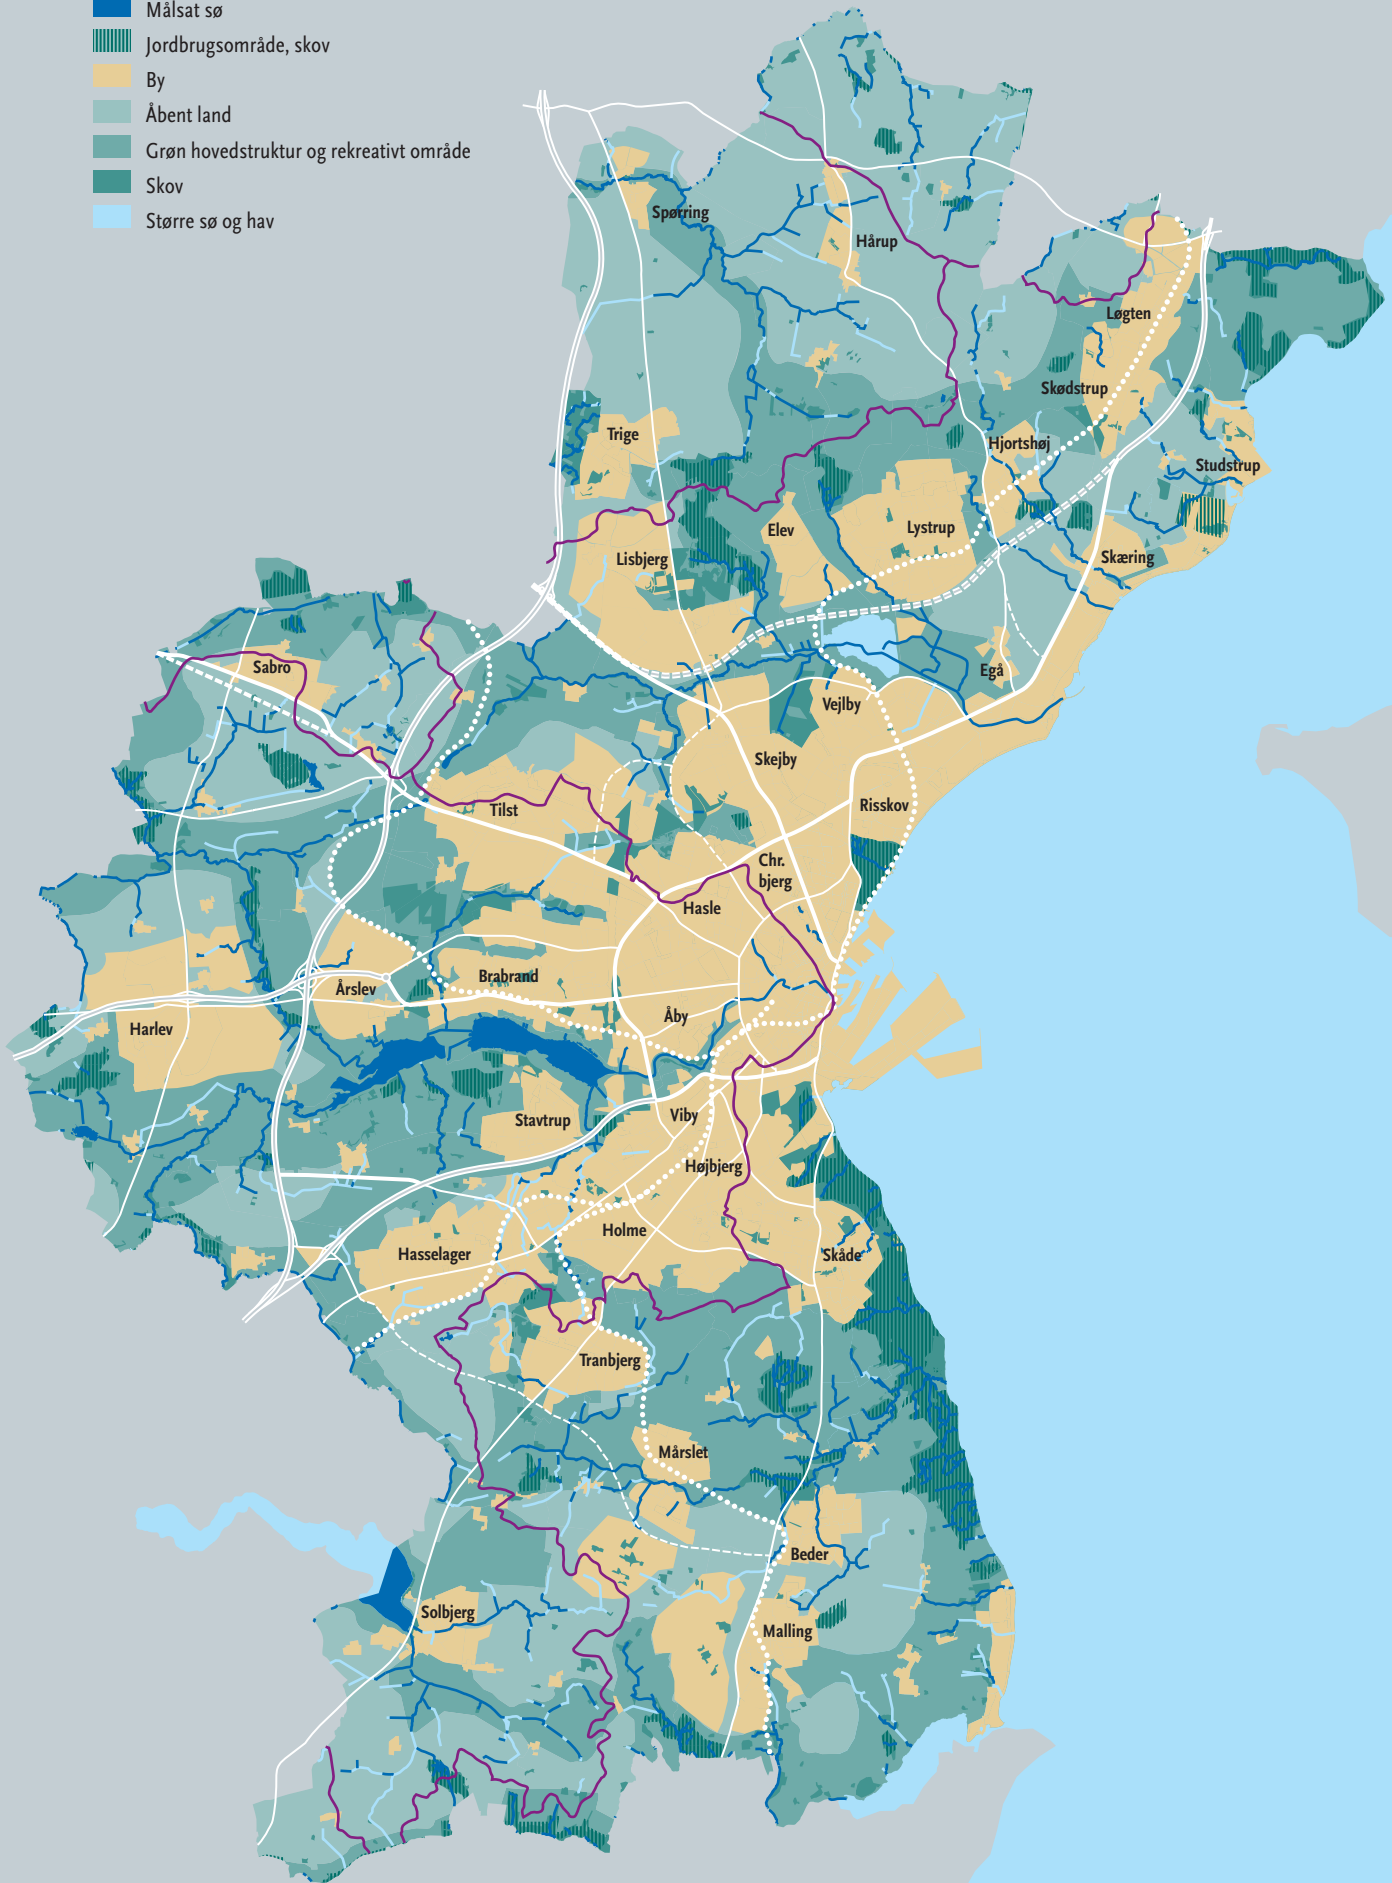 Målsat sø
Jordbrugsområde, skov
By
Åbent land
Grøn hovedstruktur og rekreativt område
Skov
Større sø og hav
Spørring
Hårup
Løgten
Skødstrup
Trige
Hjortshøj
Studstrup
Elev
Lystrup
Lisbjerg
Skæring
Sabro
Egå
Vejlby
Skejby
Tilst
Risskov
Chr.
bjerg
Hasle
Brabrand
Årslev
Åby
Harlev
Stavtrup
Viby
Højbjerg
Holme
Hasselager
Skåde
Tranbjerg
Mårslet
Beder
Solbjerg
Malling